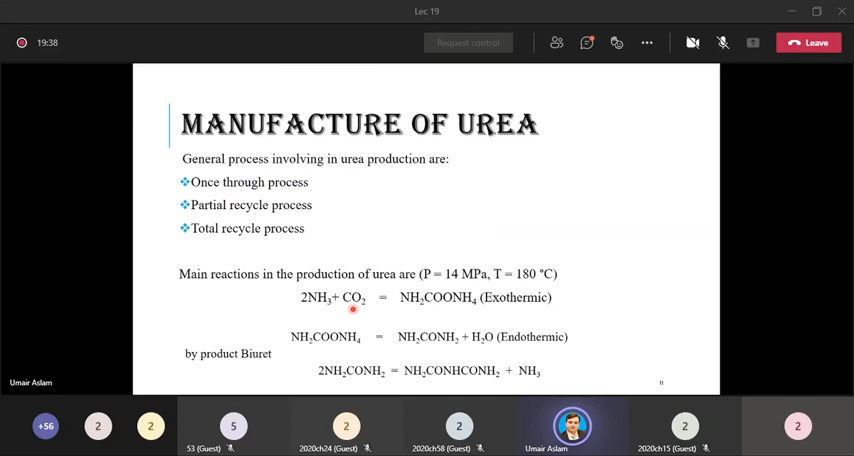 Lec 19
19:38
Request control
Leave
MANUFACTURE OF UREA
General process involving in urea production are:
❖Once through process
❖Partial recycle process
❖Total recycle process
Main reactions in the production of urea are (P = 14 MPa, T = 180 °C)
2NH₃+ CO₂ = NH₂COONH₄ (Exothermic)
NH₂COONH₄ = NH₂CONH₂ + H₂O (Endothermic)
by product Biuret
2NH₂CONH₂ = NH₂CONHCONH₂ + NH₃
Umair Aslam
11
+56
2
2
5
2
2
2
2
53 (Guest)
2020ch24 (Guest)
2020ch58 (Guest)
Umair Aslam
2020ch15 (Guest)